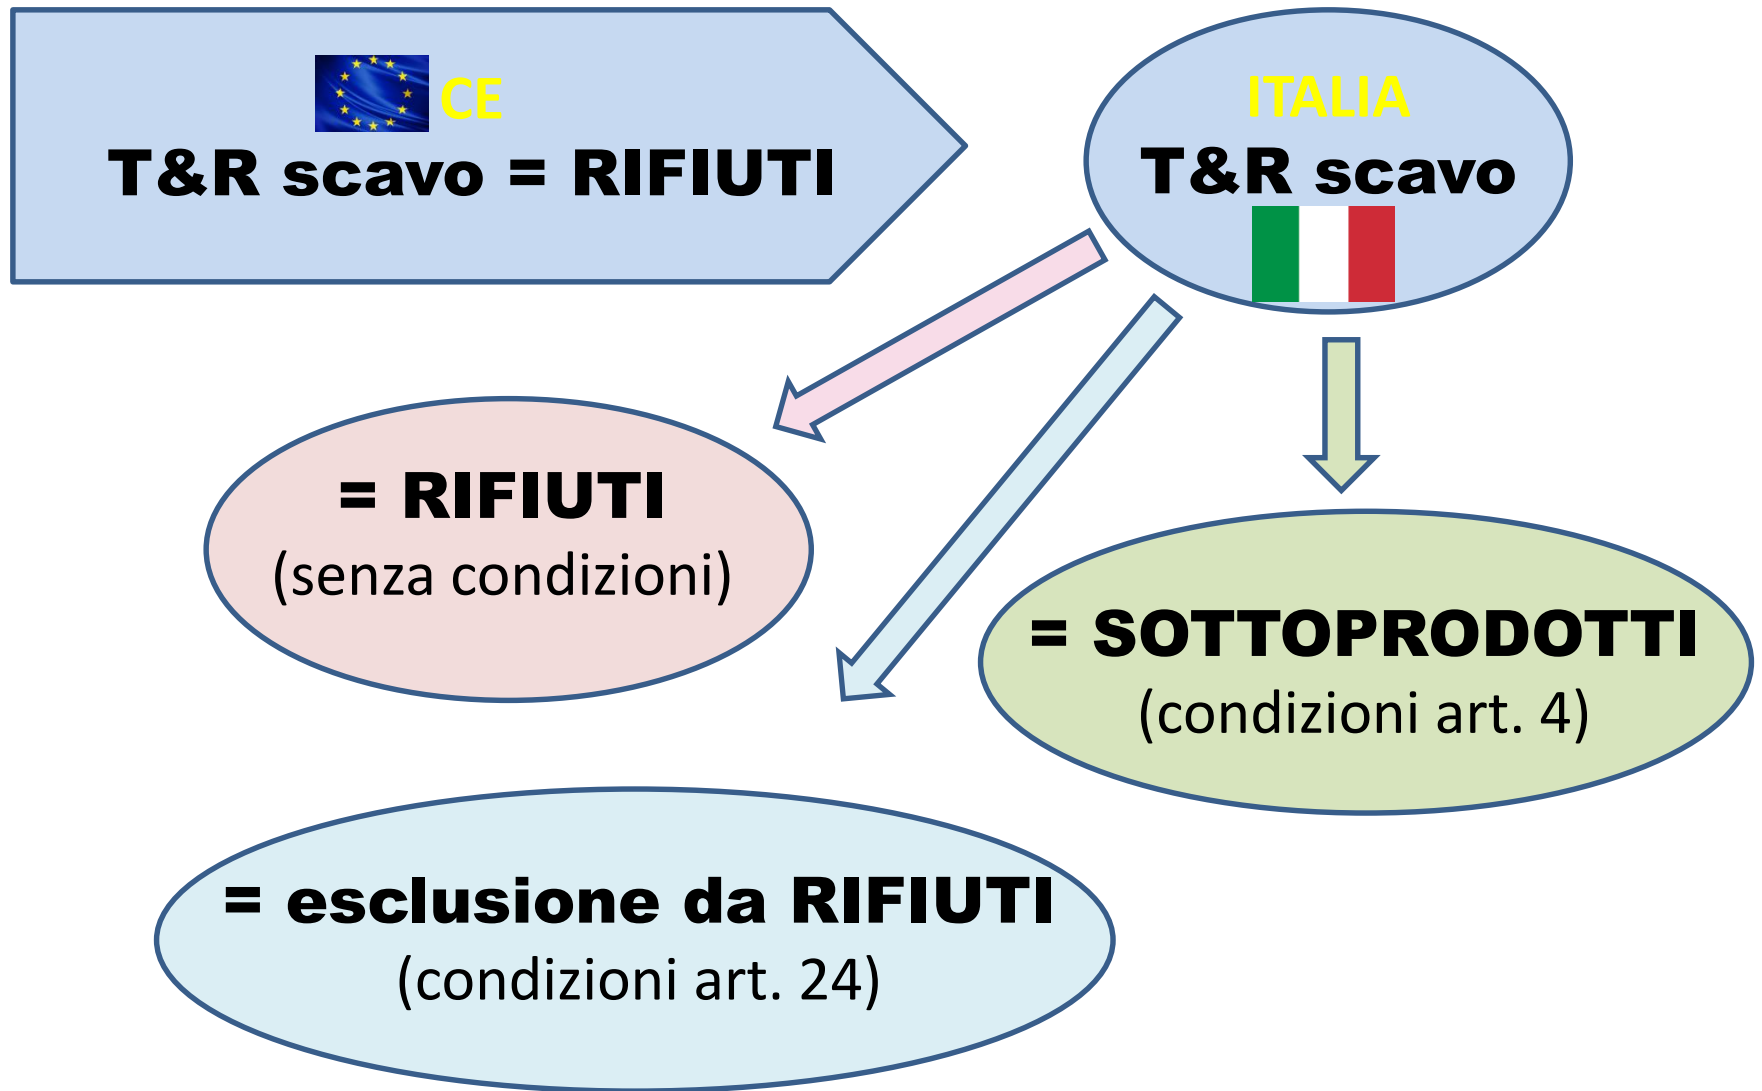 CE
T&R scavo = RIFIUTI
ITALIA
T&R scavo
= RIFIUTI
(senza condizioni)
= SOTTOPRODOTTI
(condizioni art. 4)
= esclusione da RIFIUTI
(condizioni art. 24)